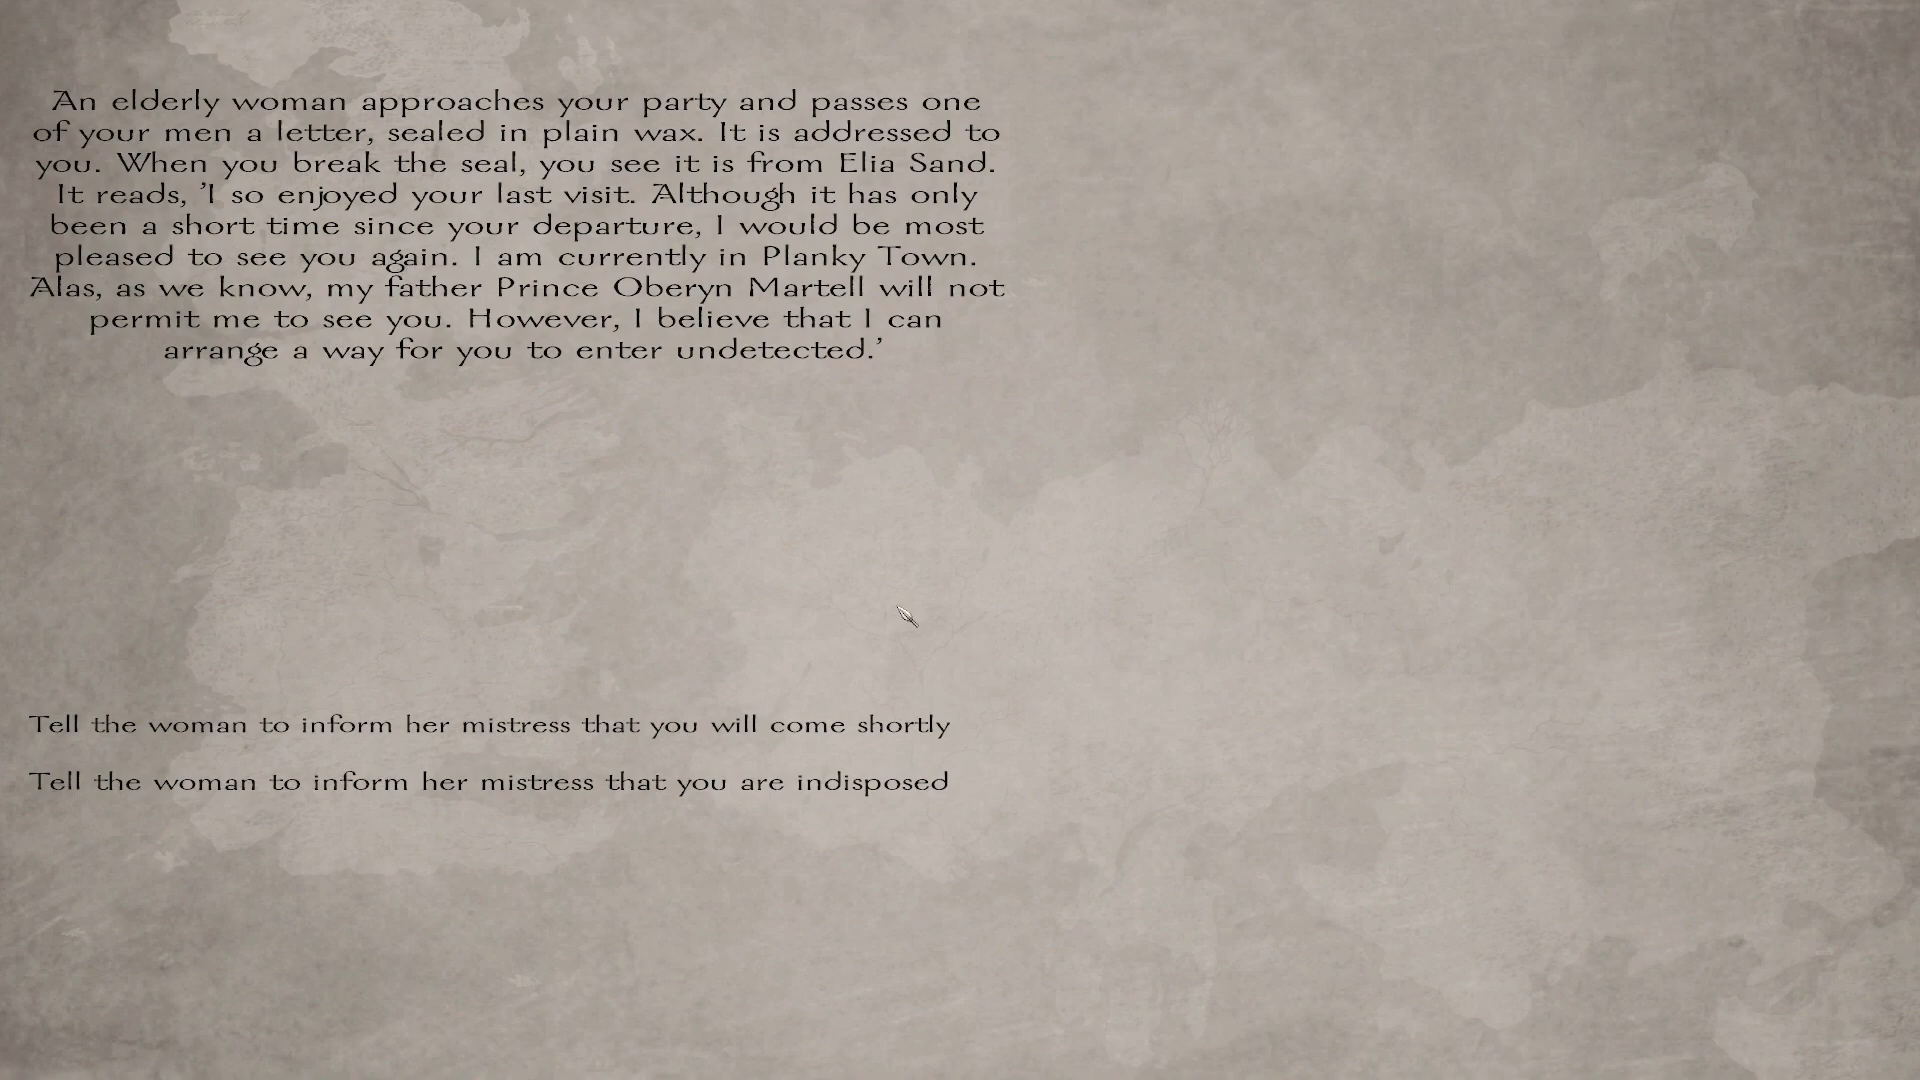 An elderly woman approaches your party and passes one
of your men a letter, sealed in plain wax. It is addressed to
you. When you break the seal, you see it is from Elia Sand.
It reads, 'I so enjoyed your last visit. Although it has only
been a short time since your departure, I would be most
pleased to see you again. I am currently in Planky Town.
Alas, as we know, my father Prince Oberyn Martell will not
permit me to see you. However, I believe that I can
arrange a way for you to enter undetected.'
Tell the woman to inform her mistress that you will come shortly
Tell the woman to inform her mistress that you are indisposed